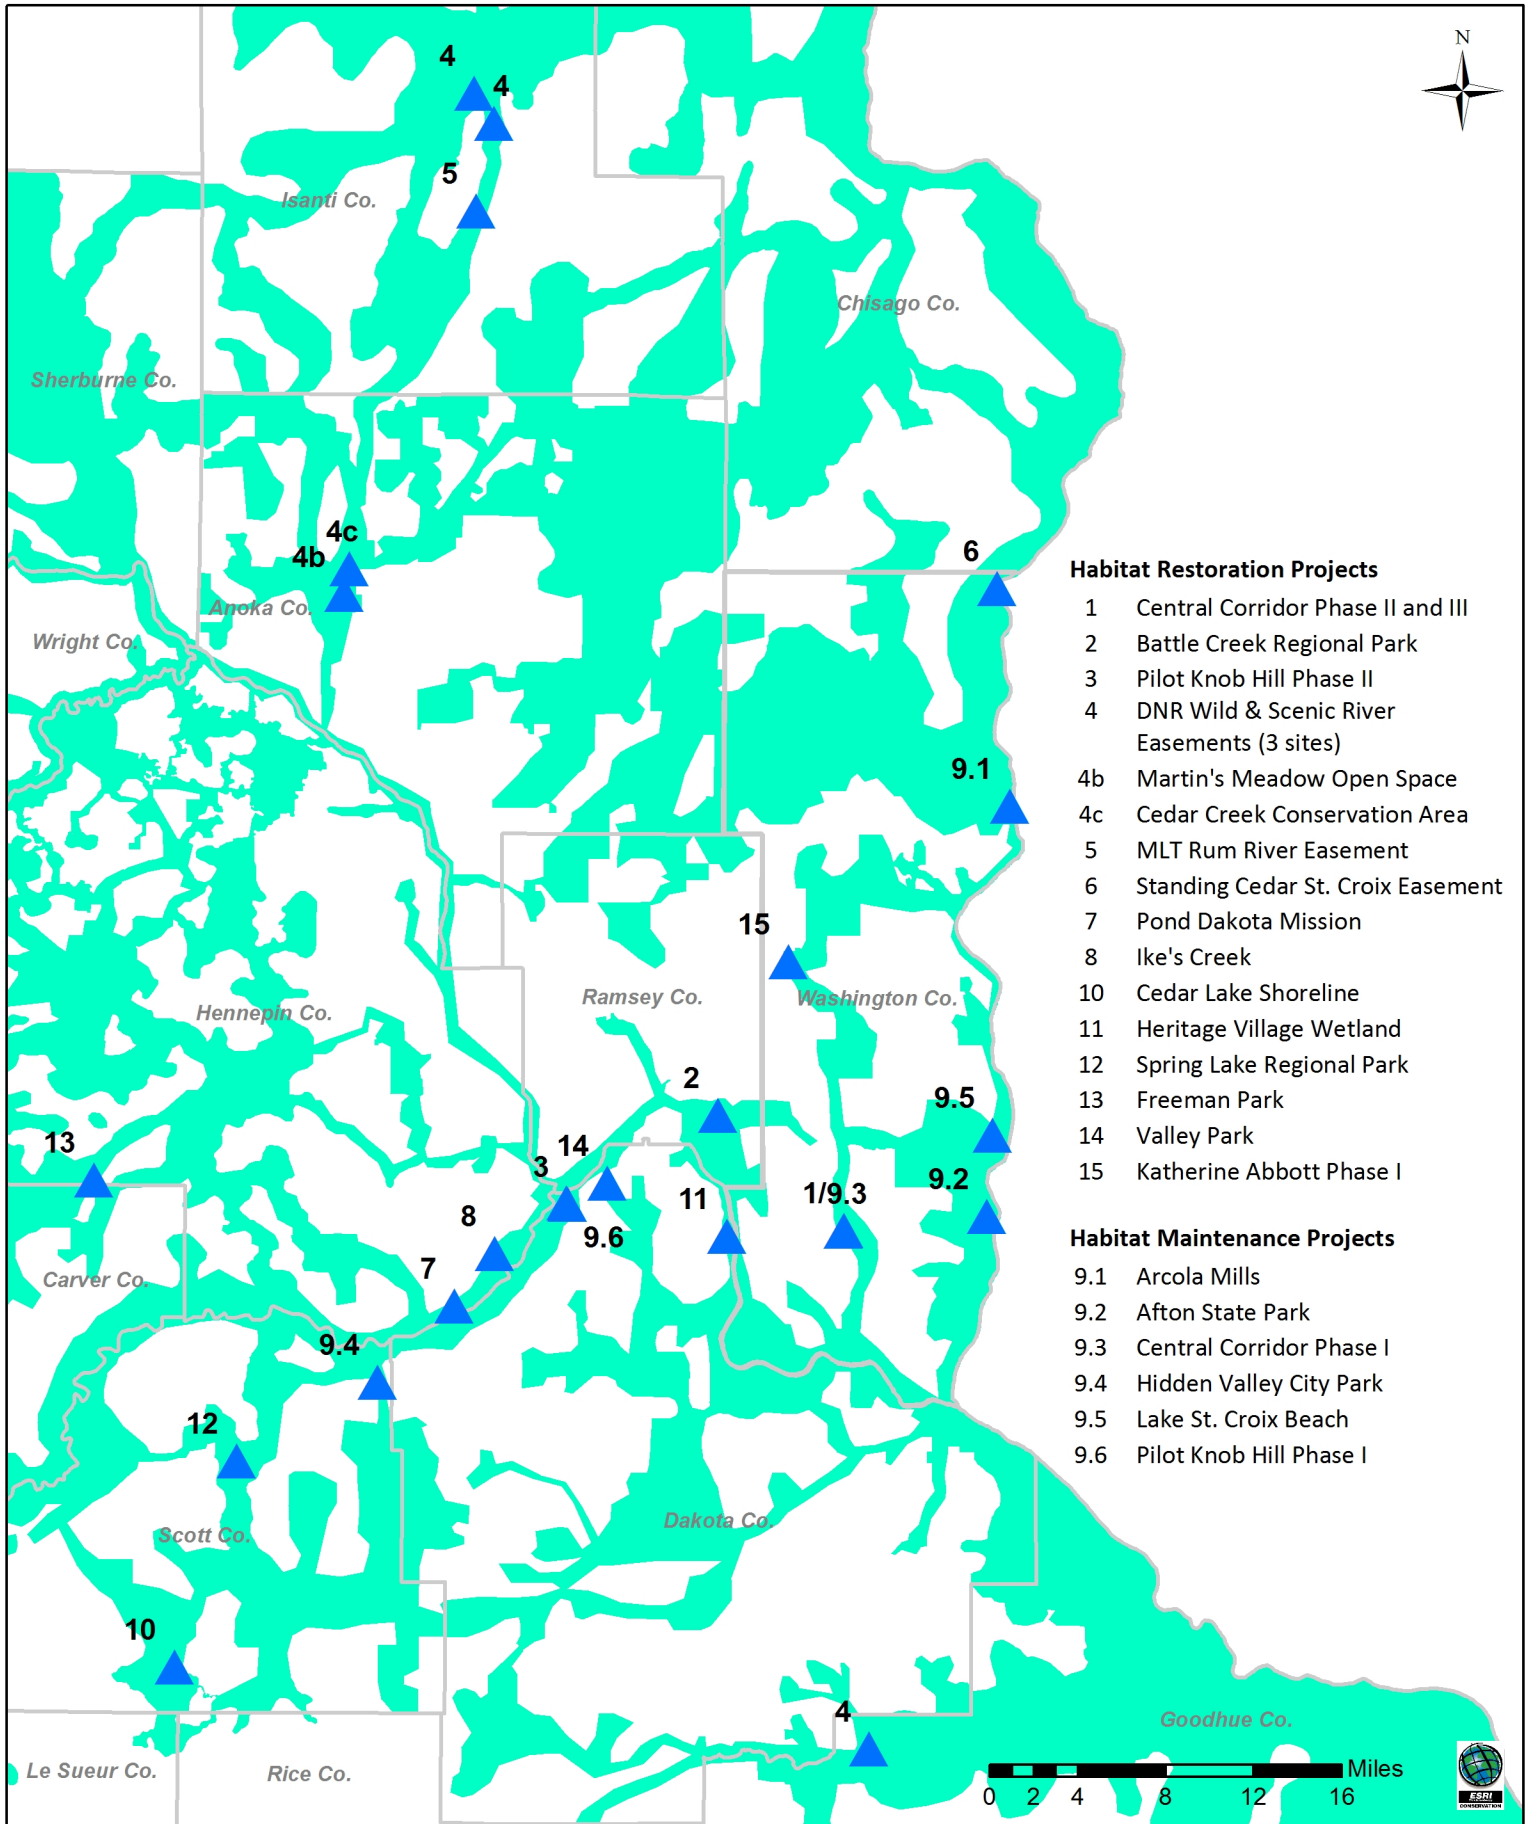 N
4
4
5
Isanti Co.
Chisago Co.
Sherburne Co.
4c
4b
6
Anoka Co.
Wright Co.
9.1
15
Ramsey Co.
Washington Co.
Hennepin Co.
2
9.5
13
14
3
9.2
11
1/9.3
8
9.6
7
Carver Co.
9.4
12
Scott Co.
Dakota Co.
10
4
Goodhue Co.
Le Sueur Co.
Rice Co.
Habitat Restoration Projects
1 Central Corridor Phase II and III
2 Battle Creek Regional Park
3 Pilot Knob Hill Phase II
4 DNR Wild & Scenic River
Easements (3 sites)
4b Martin's Meadow Open Space
4c Cedar Creek Conservation Area
5 MLT Rum River Easement
6 Standing Cedar St. Croix Easement
7 Pond Dakota Mission
8 Ike's Creek
10 Cedar Lake Shoreline
11 Heritage Village Wetland
12 Spring Lake Regional Park
13 Freeman Park
14 Valley Park
15 Katherine Abbott Phase I
Habitat Maintenance Projects
9.1 Arcola Mills
9.2 Afton State Park
9.3 Central Corridor Phase I
9.4 Hidden Valley City Park
9.5 Lake St. Croix Beach
9.6 Pilot Knob Hill Phase I
Miles
0 2 4 8 12 16
ESRI
CONSERVATION